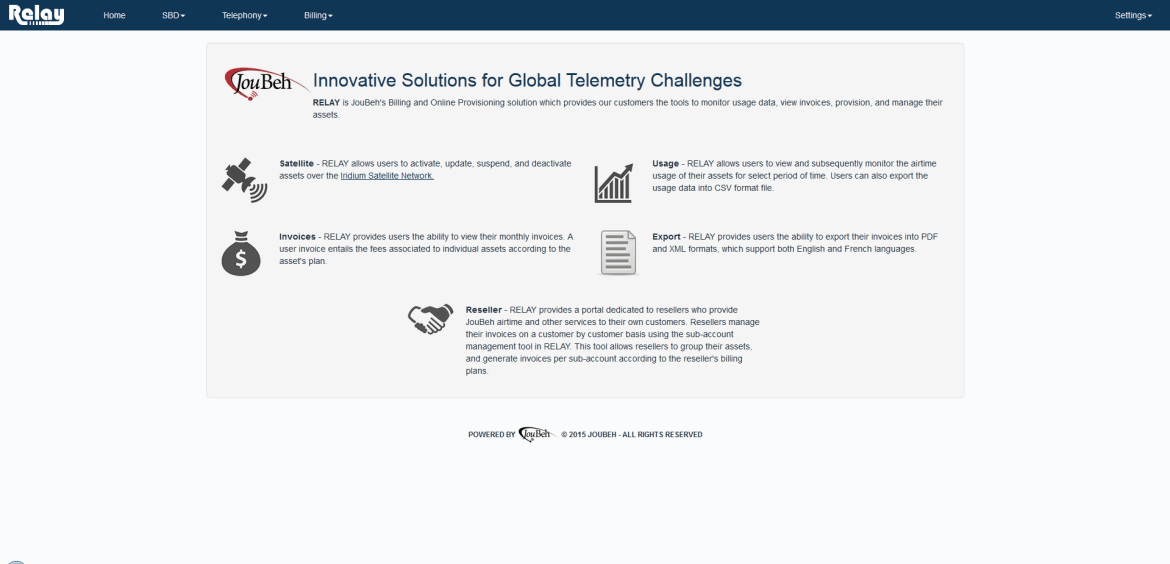 Relay
Home
SBD
Telephony
Billing
Settings
JouBeh
Innovative Solutions for Global Telemetry Challenges
RELAY is JouBeh's Billing and Online Provisioning solution which provides our customers the tools to monitor usage data, view invoices, provision, and manage their
assets.
Satellite - RELAY allows users to activate, update, suspend, and deactivate
assets over the Iridium Satellite Network.
Usage - RELAY allows users to view and subsequently monitor the airtime
usage of their assets for select period of time. Users can also export the
usage data into CSV format file.
$
Invoices - RELAY provides users the ability to view their monthly invoices. A
user invoice entails the fees associated to individual assets according to the
asset's plan.
Export - RELAY provides users the ability to export their invoices into PDF
and XML formats, which support both English and French languages.
Reseller - RELAY provides a portal dedicated to resellers who provide
JouBeh airtime and other services to their own customers. Resellers manage
their invoices on a customer by customer basis using the sub-account
management tool in RELAY. This tool allows resellers to group their assets,
and generate invoices per sub-account according to the reseller's billing
plans.
POWERED BY JouBeh © 2015 JOUBEH - ALL RIGHTS RESERVED